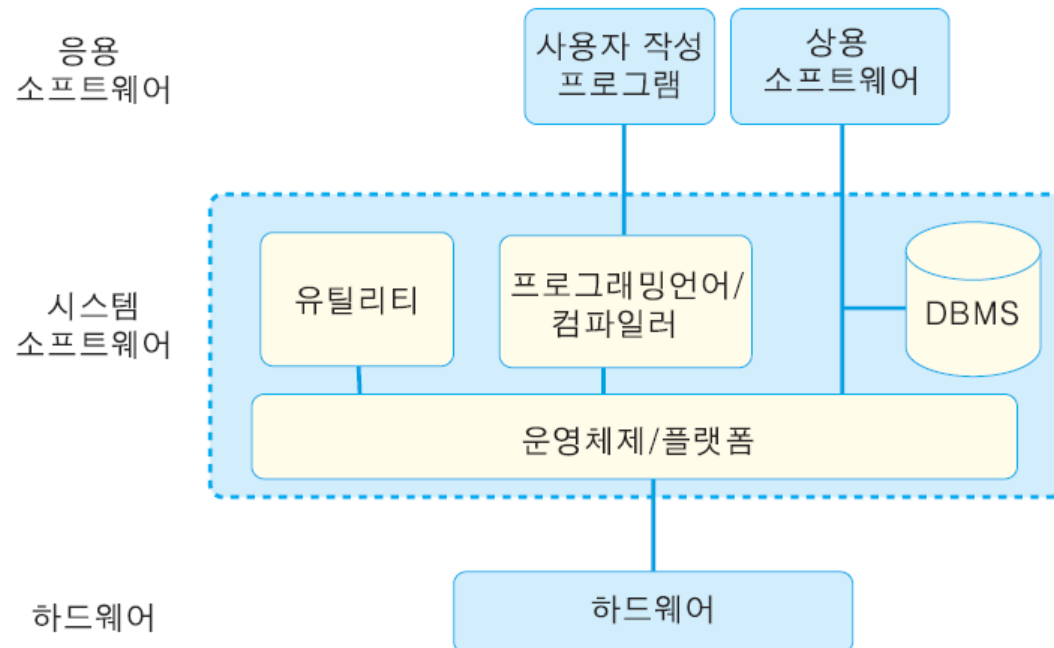 응용
소프트웨어
사용자 작성
프로그램
상용
소프트웨어
시스템
소프트웨어
유틸리티
프로그래밍언어/
컴파일러
DBMS
운영체제/플랫폼
하드웨어
하드웨어